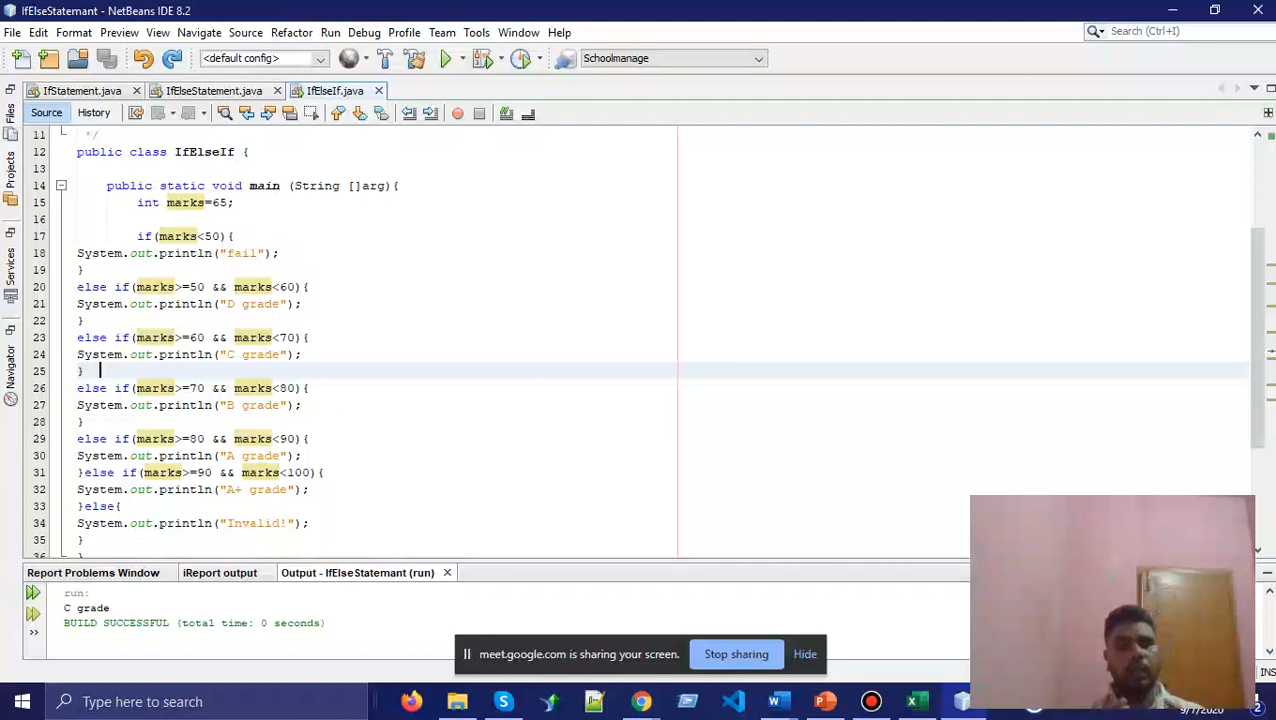 IfElseStatemant - NetBeans IDE 8.2
File Edit Format Preview View Navigate Source Refactor Run Debug Profile Team Tools Window Help
Search (Ctrl+I)
<default config>
Schoolmanage
IfStatement.java IfElseStatement.java IfElseIf.java
Source History
Files
Projects
Services
Navigator
11 */
12 public class IfElseIf {
13
14 public static void main (String []arg){
15 int marks=65;
16
17 if(marks<50){
18 System.out.println("fail");
19 }
20 else if(marks>=50 && marks<60){
21 System.out.println("D grade");
22 }
23 else if(marks>=60 && marks<70){
24 System.out.println("C grade");
25 }
26 else if(marks>=70 && marks<80){
27 System.out.println("B grade");
28 }
29 else if(marks>=80 && marks<90){
30 System.out.println("A grade");
31 }else if(marks>=90 && marks<100){
32 System.out.println("A+ grade");
33 }else{
34 System.out.println("Invalid!");
35 }
36 }
Report Problems Window iReport output Output - IfElseStatemant (run)
run:
C grade
BUILD SUCCESSFUL (total time: 0 seconds)
meet.google.com is sharing your screen. Stop sharing Hide
INS
Type here to search
9/7/2020